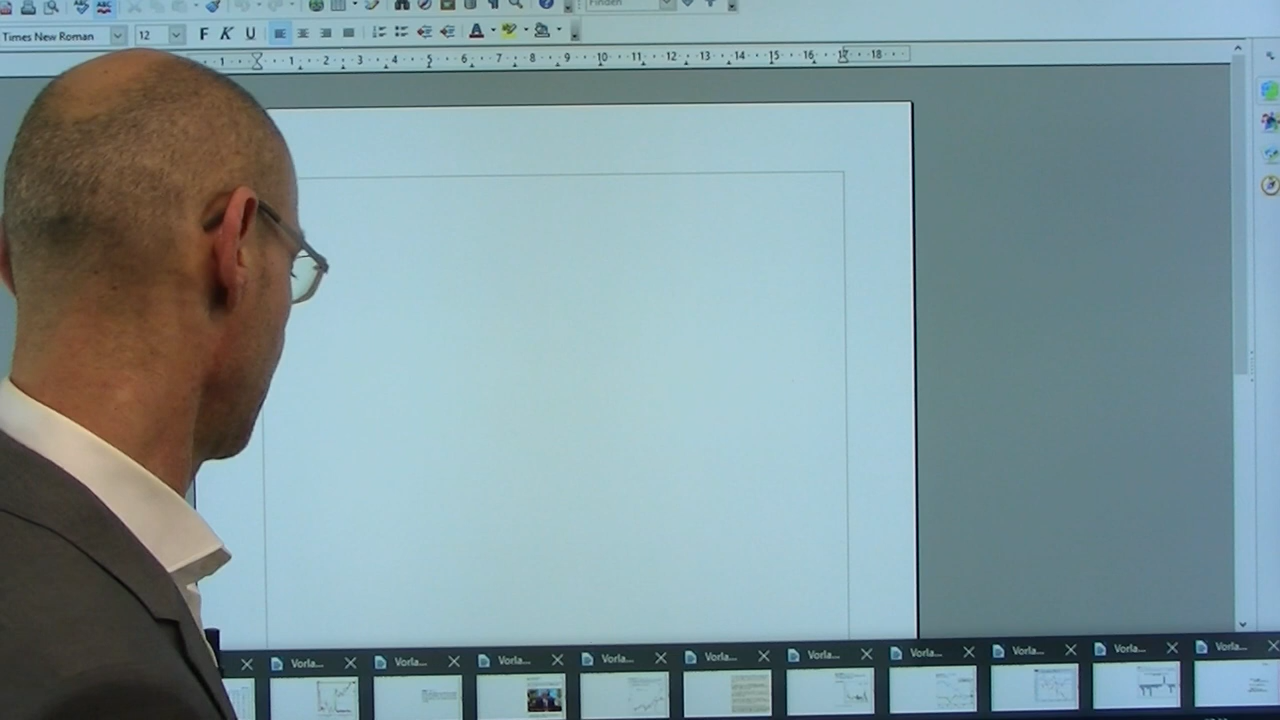 Finden
Times New Roman 12 F K U
1 1 2 3 4 5 6 7 8 9 10 11 12 13 14 15 16 17 18
Vorla... Vorla... Vorla... Vorla... Vorla... Vorla... Vorla... Vorla... Vorla... Vorla...